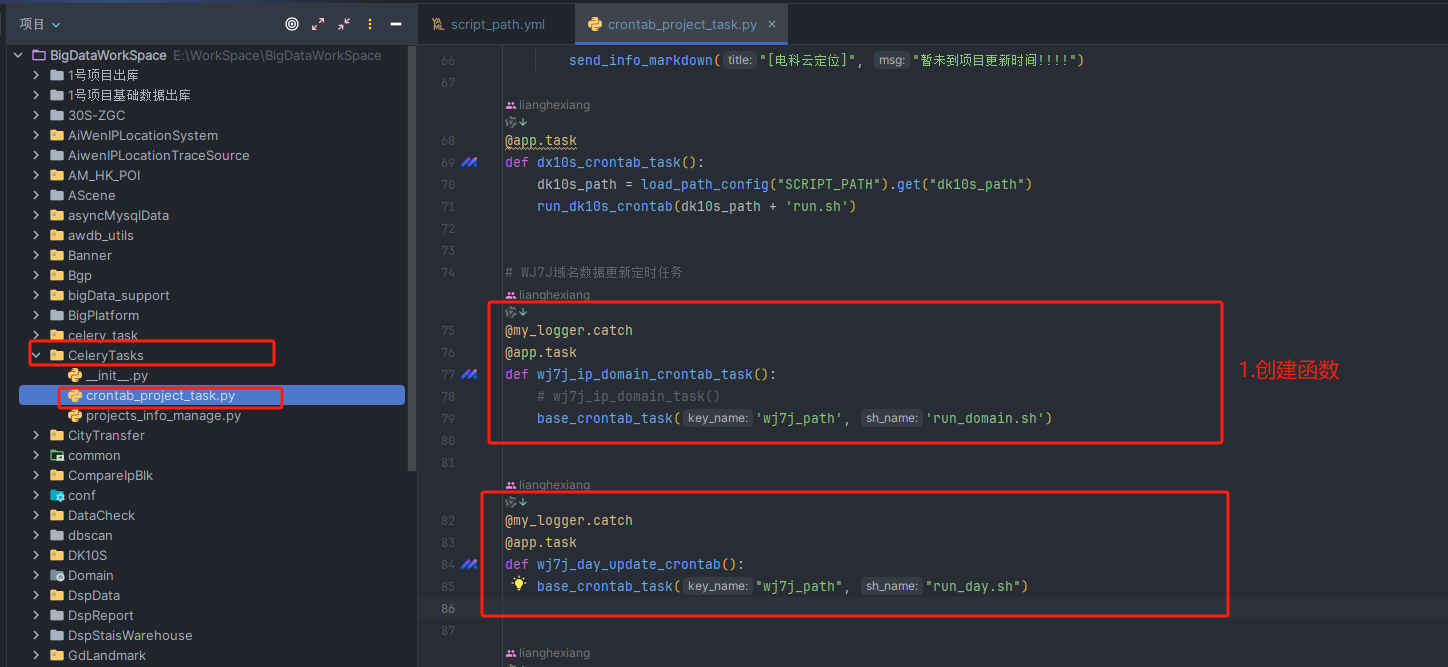 项目
script_path.yml
crontab_project_task.py
BigDataWorkSpace E:\WorkSpace\BigDataWorkSpace
1号项目出库
1号项目基础数据出库
30S-ZGC
AiWenIPLocationSystem
AiwenIPLocationTraceSource
AM_HK_POI
AScene
asyncMysqlData
awdb_utils
Banner
Bgp
bigData_support
BigPlatform
celery_task
CeleryTasks
__init__.py
crontab_project_task.py
projects_info_manage.py
CityTransfer
common
CompareIpBlk
conf
DataCheck
dbscan
DK10S
Domain
DspData
DspReport
DspStaisWarehouse
GdLandmark
66 send_info_markdown( title: "[电科云定位]", msg: "暂未到项目更新时间!!!!")
67
lianghexiang
68 @app.task
69 def dx10s_crontab_task():
70 dk10s_path = load_path_config("SCRIPT_PATH").get("dk10s_path")
71 run_dk10s_crontab(dk10s_path + 'run.sh')
72
73
74 # WJ7J域名数据更新定时任务
lianghexiang
75 @my_logger.catch
76 @app.task
77 def wj7j_ip_domain_crontab_task():
78 # wj7j_ip_domain_task()
79 base_crontab_task( key_name: 'wj7j_path', sh_name: 'run_domain.sh')
80
81
lianghexiang
82 @my_logger.catch
83 @app.task
84 def wj7j_day_update_crontab():
85 base_crontab_task( key_name: "wj7j_path", sh_name: "run_day.sh")
86
87
lianghexiang
1.创建函数